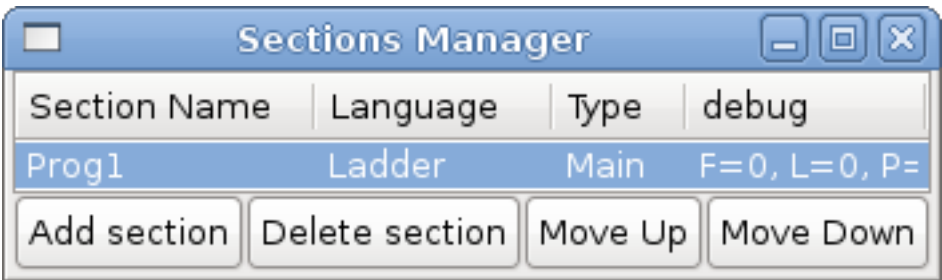 Sections Manager
Section Name Language Type debug
Prog1 Ladder Main F=0, L=0, P=
Add section Delete section Move Up Move Down